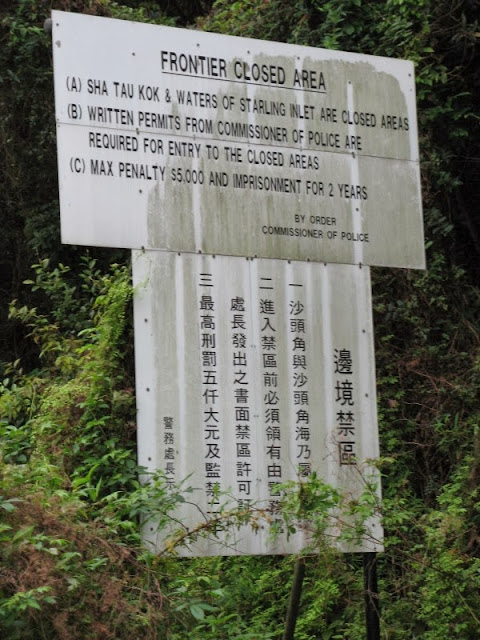 FRONTIER CLOSED AREA
(A) SHA TAU KOK & WATERS OF STARLING INLET ARE CLOSED AREAS
(B) WRITTEN PERMITS FROM COMMISSIONER OF POLICE ARE
REQUIRED FOR ENTRY TO THE CLOSED AREAS
(C) MAX PENALTY $5,000 AND IMPRISONMENT FOR 2 YEARS
BY ORDER
COMMISSIONER OF POLICE
邊境禁區
一 沙頭角與沙頭角海乃屬
二 進入禁區前必須領有由警務
處長發出之書面禁區許可
三 最高刑罰五仟大元及監禁二年
警務處長示